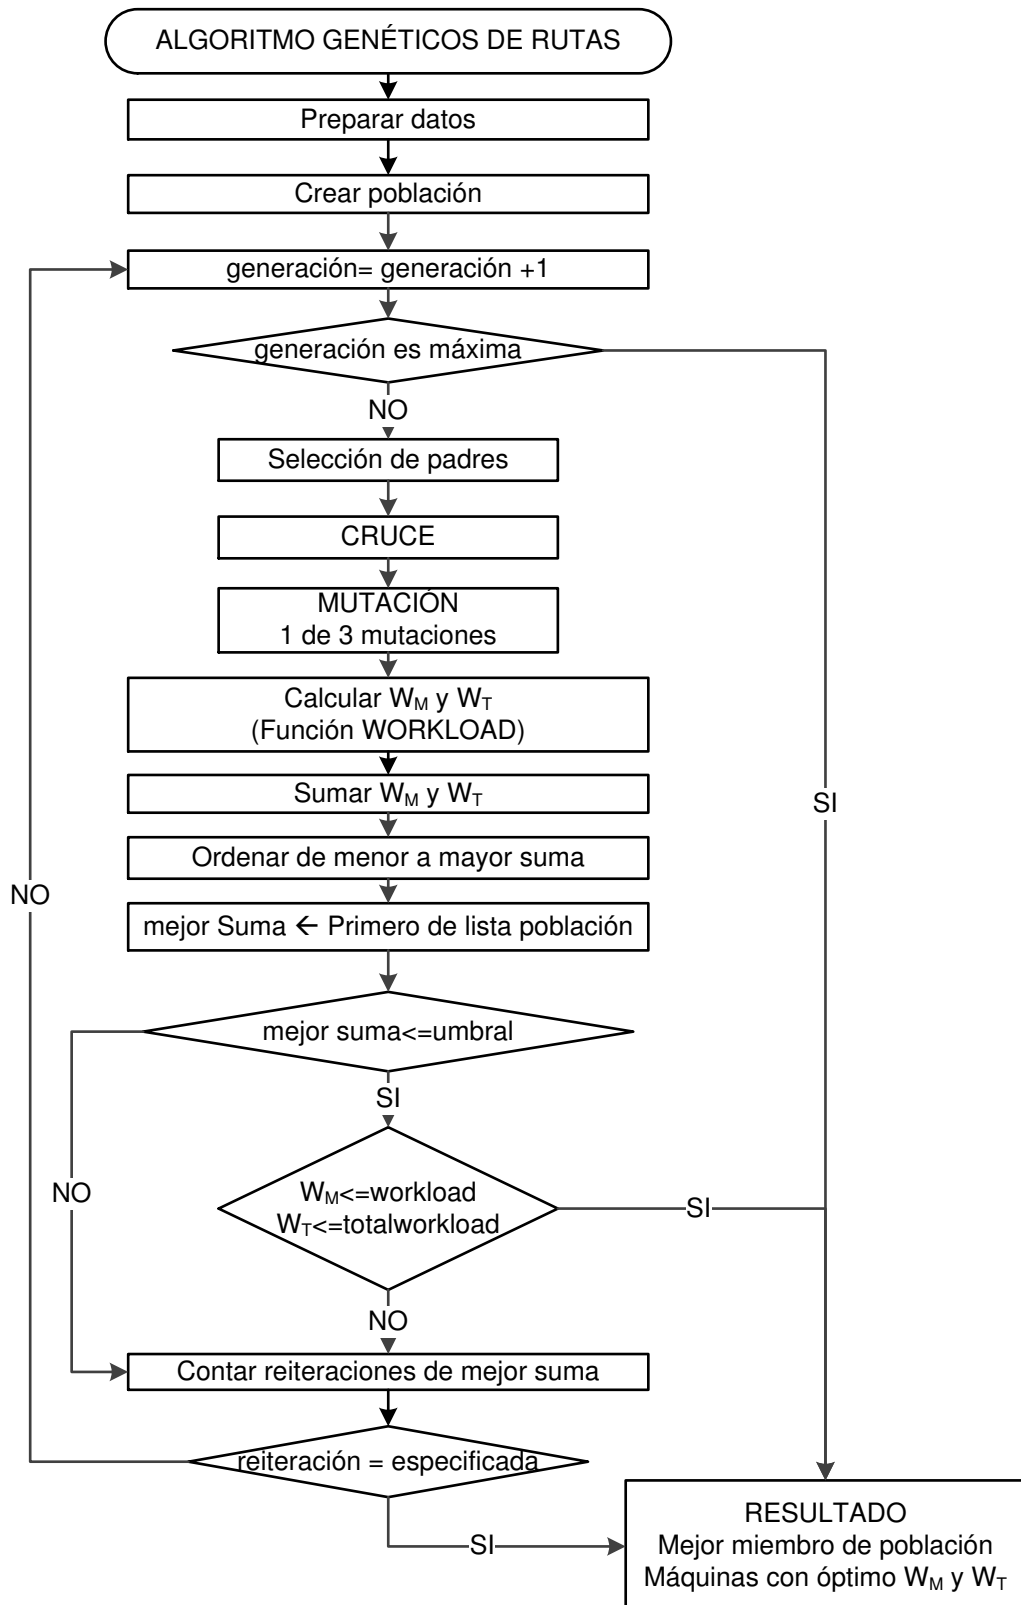 ALGORITMO GENÉTICOS DE RUTAS
Preparar datos
Crear población
generación= generación +1
generación es máxima
NO
Selección de padres
CRUCE
MUTACIÓN
1 de 3 mutaciones
Calcular W_M y W_T
(Función WORKLOAD)
Sumar W_M y W_T
SI
Ordenar de menor a mayor suma
NO
mejor Suma ← Primero de lista población
mejor suma<=umbral
SI
NO
W_M<=workload
W_T<=totalworkload
SI
NO
Contar reiteraciones de mejor suma
reiteración = especificada
SI
RESULTADO
Mejor miembro de población
Máquinas con óptimo W_M y W_T